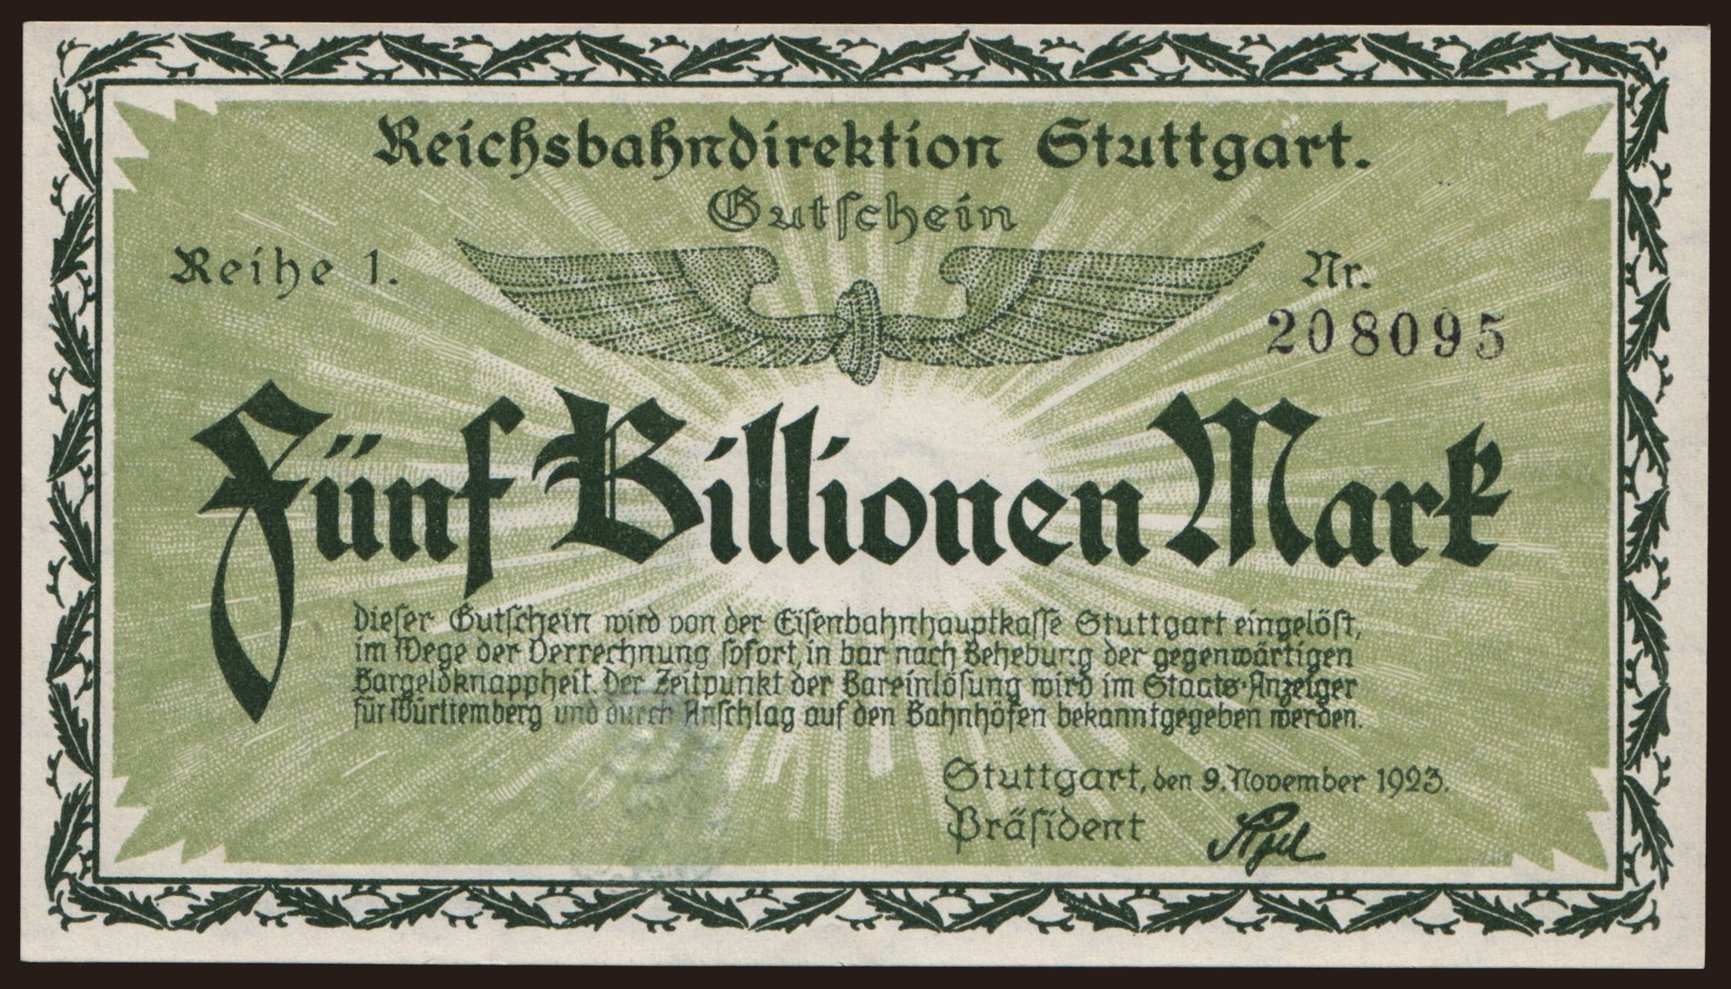 Reichsbahndirektion Stuttgart.
Gutschein
Reihe 1.
Nr.
208095
Fünf Billionen Mark
Dieser Gutschein wird von der Eisenbahnhauptkasse Stuttgart eingelöst,
im Wege der Verrechnung sofort, in bar nach Behebung der gegenwärtigen
Bargeldknappheit. Der Zeitpunkt der Bareinlösung wird im Staats-Anzeiger
für Württemberg und durch Anschlag auf den Bahnhöfen bekanntgegeben werden.
Stuttgart, den 9. November 1923.
Präsident